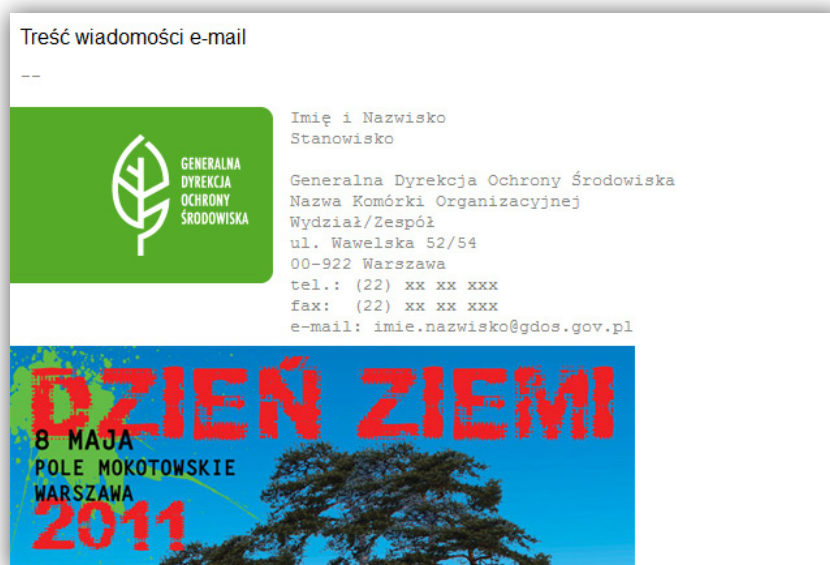 Treść wiadomości e-mail
--
GENERALNA
DYREKCJA
OCHRONY
ŚRODOWISKA
Imię i Nazwisko
Stanowisko
Generalna Dyrekcja Ochrony Środowiska
Nazwa Komórki Organizacyjnej
Wydział/Zespół
ul. Wawelska 52/54
00-922 Warszawa
tel.: (22) xx xx xxx
fax: (22) xx xx xxx
e-mail: imie.nazwisko@gdos.gov.pl
DZIEŃ ZIEMI
8 MAJA
POLE MOKOTOWSKIE
WARSZAWA
2011